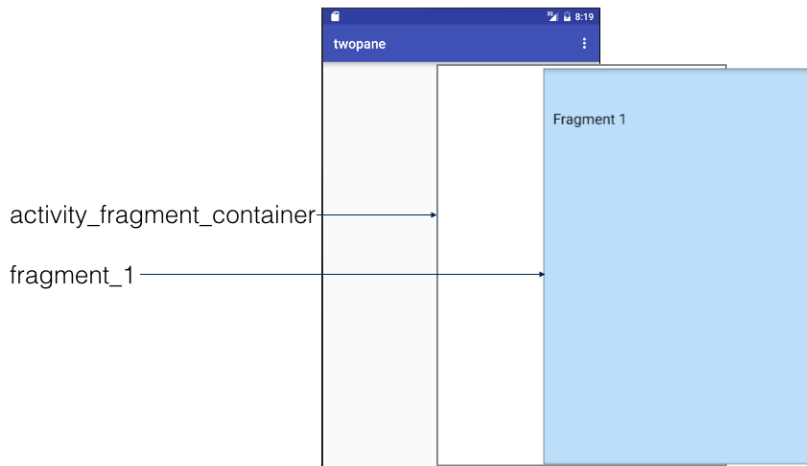 8:19
twopane
Fragment 1
activity_fragment_container
fragment_1